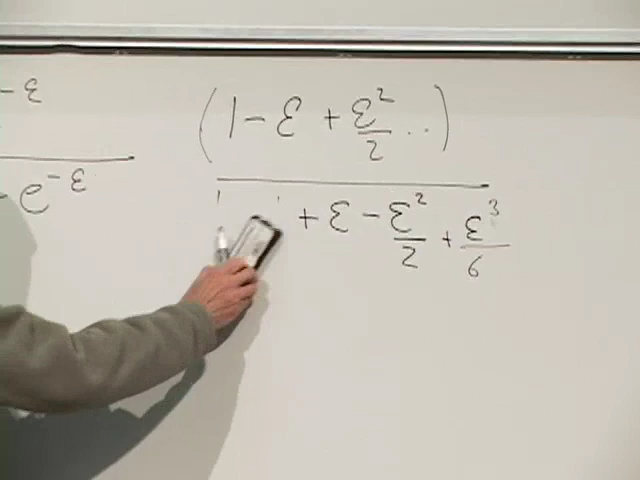 -ε
- e^{-ε}
(1 - ε + ε²/2 ..)
+ ε - ε²/2 + ε³/6